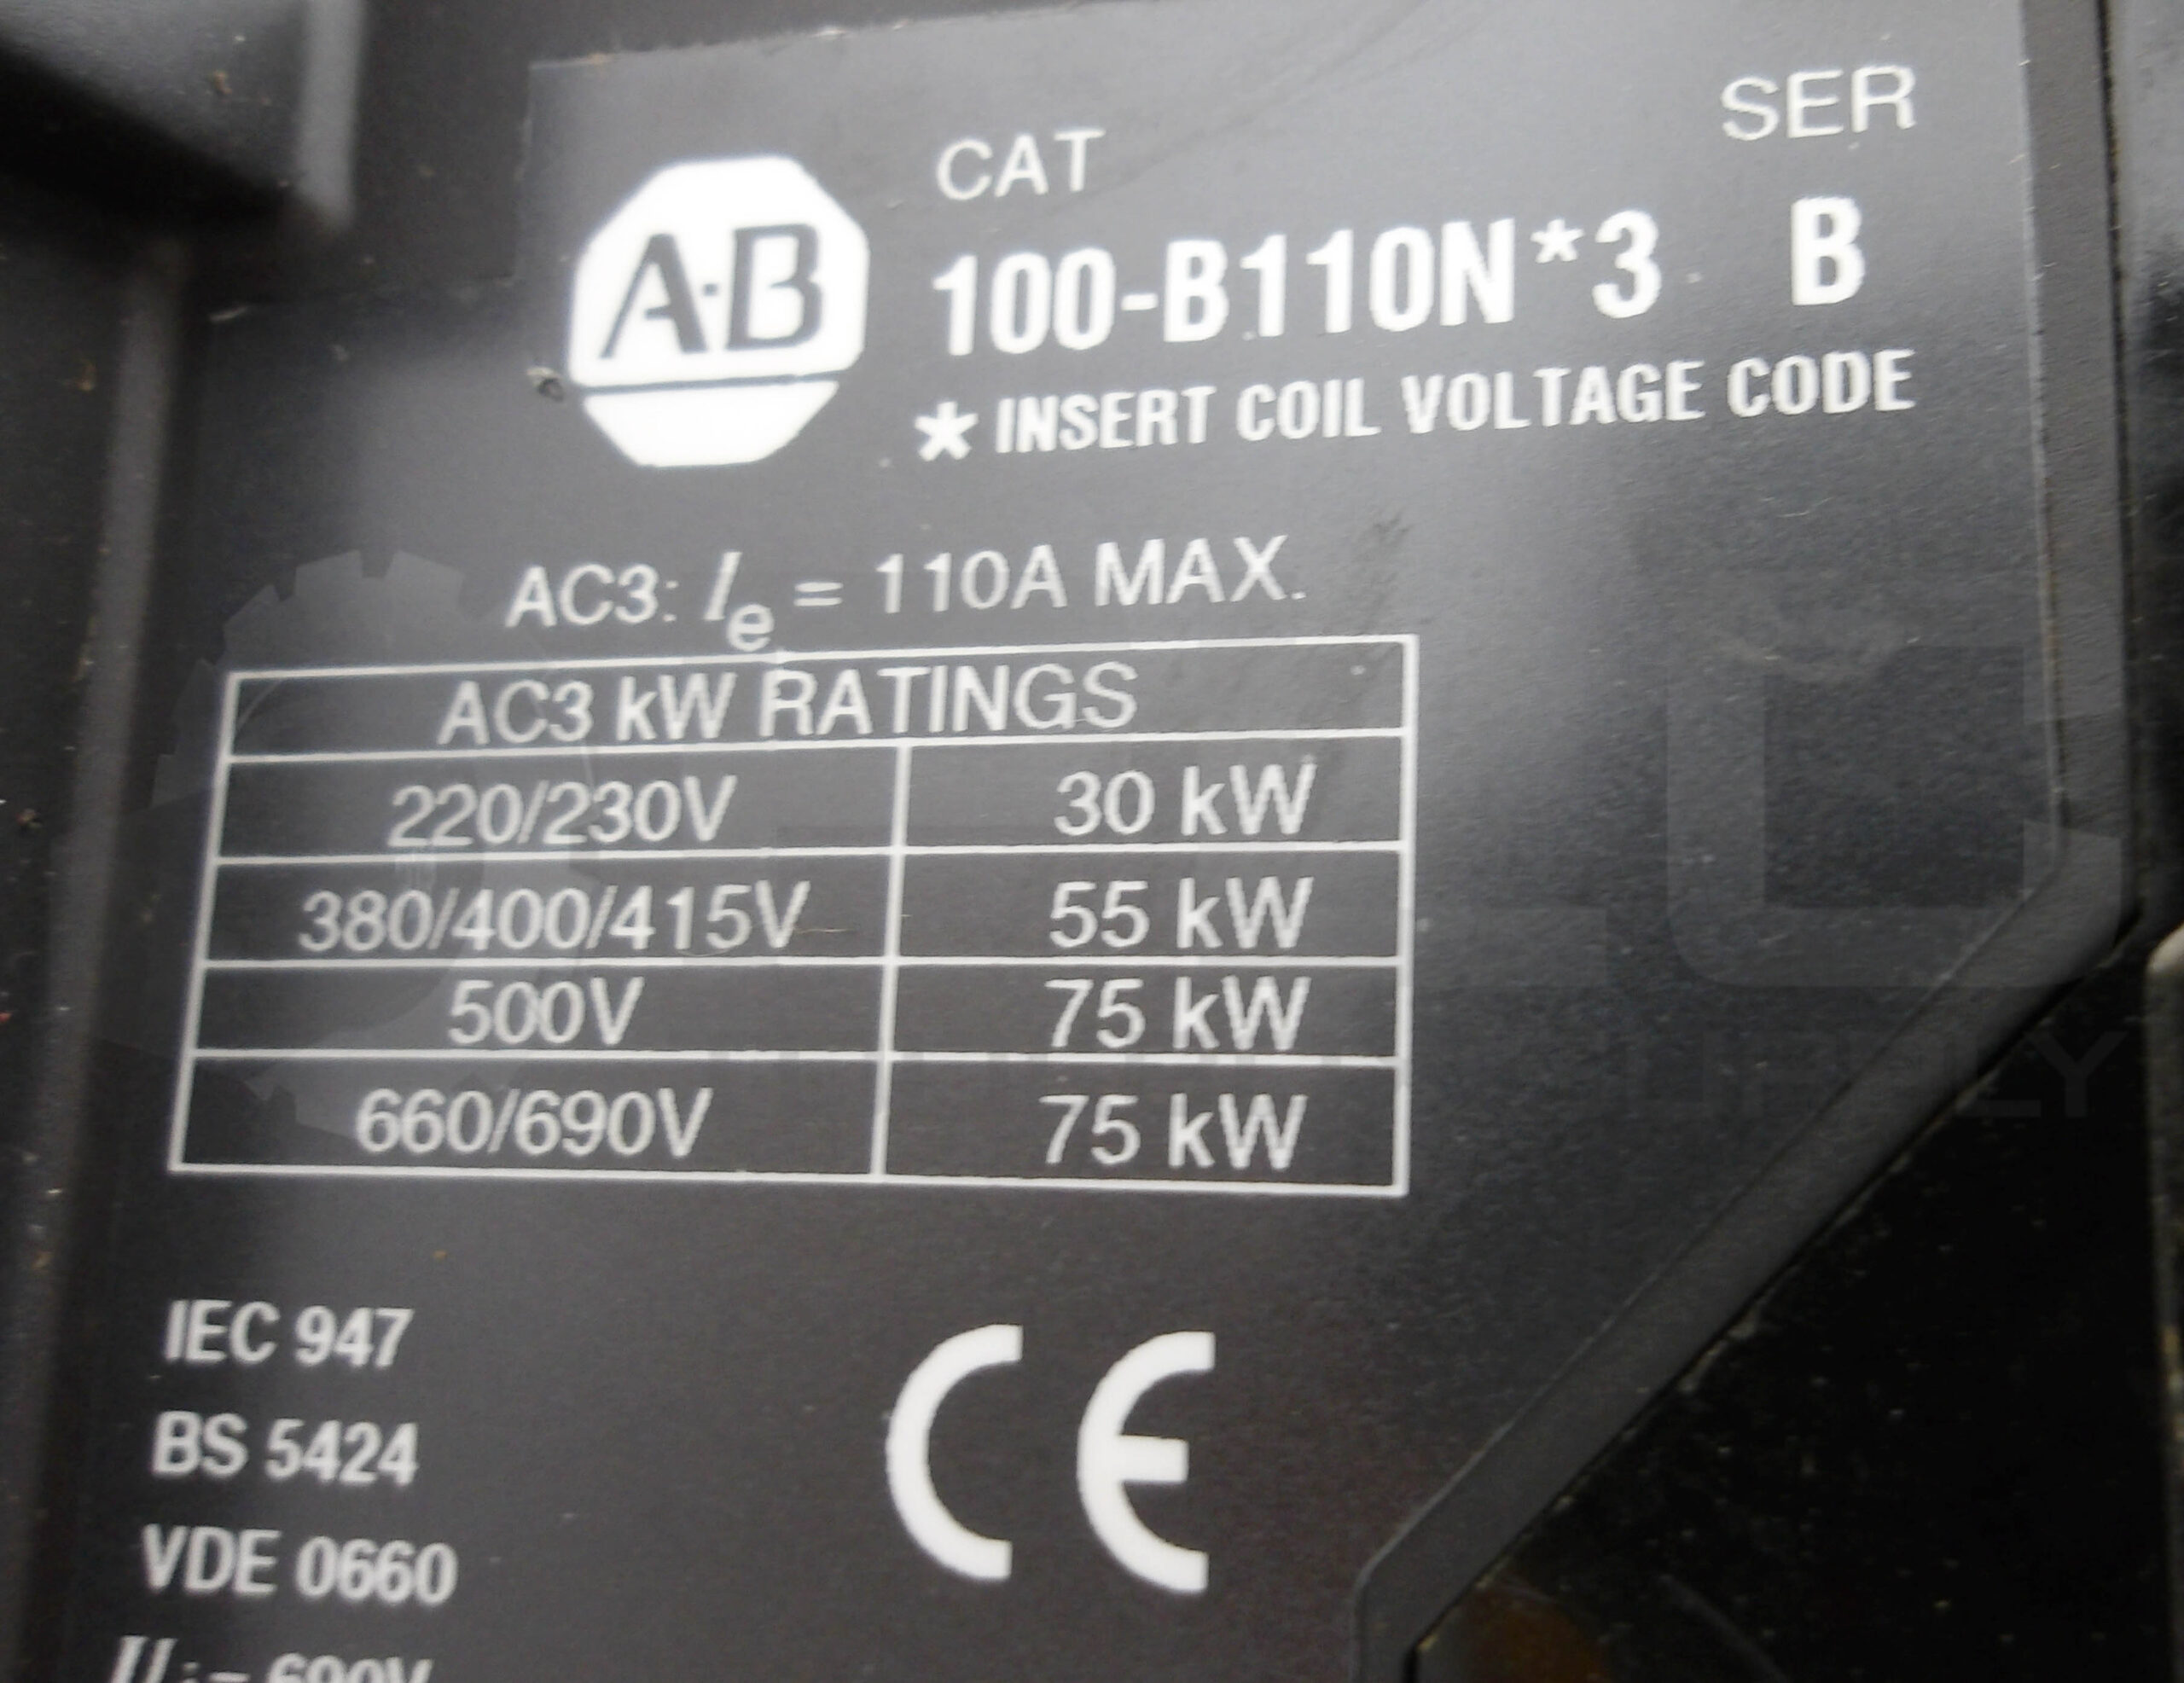 CAT SER
A-B
100-B110N*3 B
* INSERT COIL VOLTAGE CODE
AC3: Ie = 110A MAX.
AC3 kW RATINGS
220/230V 30 kW
380/400/415V 55 kW
500V 75 kW
660/690V 75 kW
IEC 947
BS 5424
VDE 0660
CE
Ui = 690V